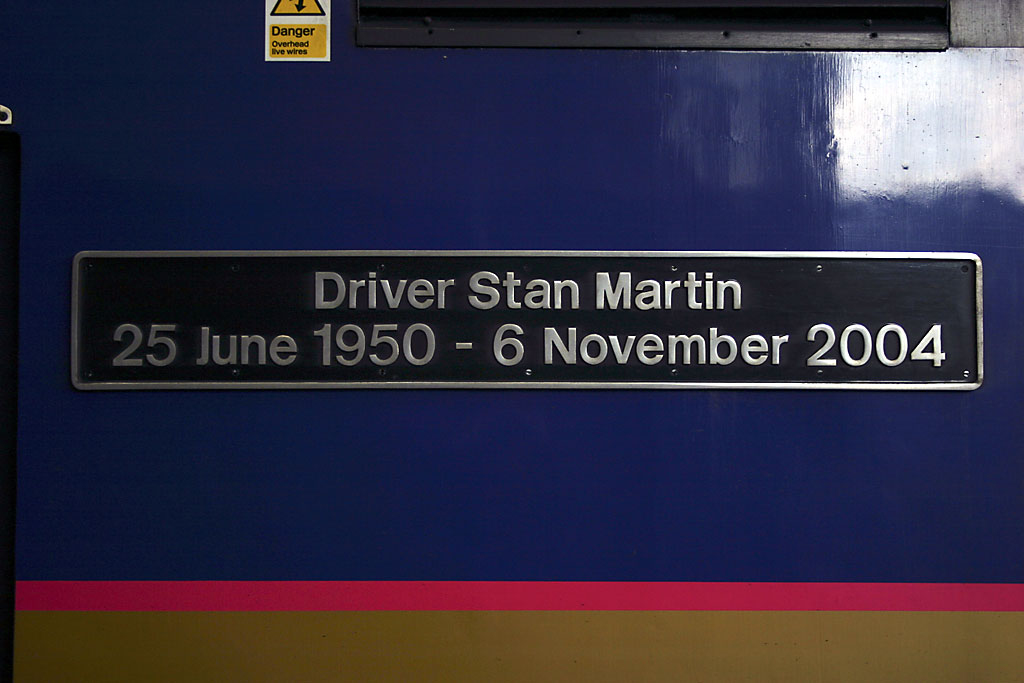 Danger
Overhead
live wires
Driver Stan Martin
25 June 1950 - 6 November 2004